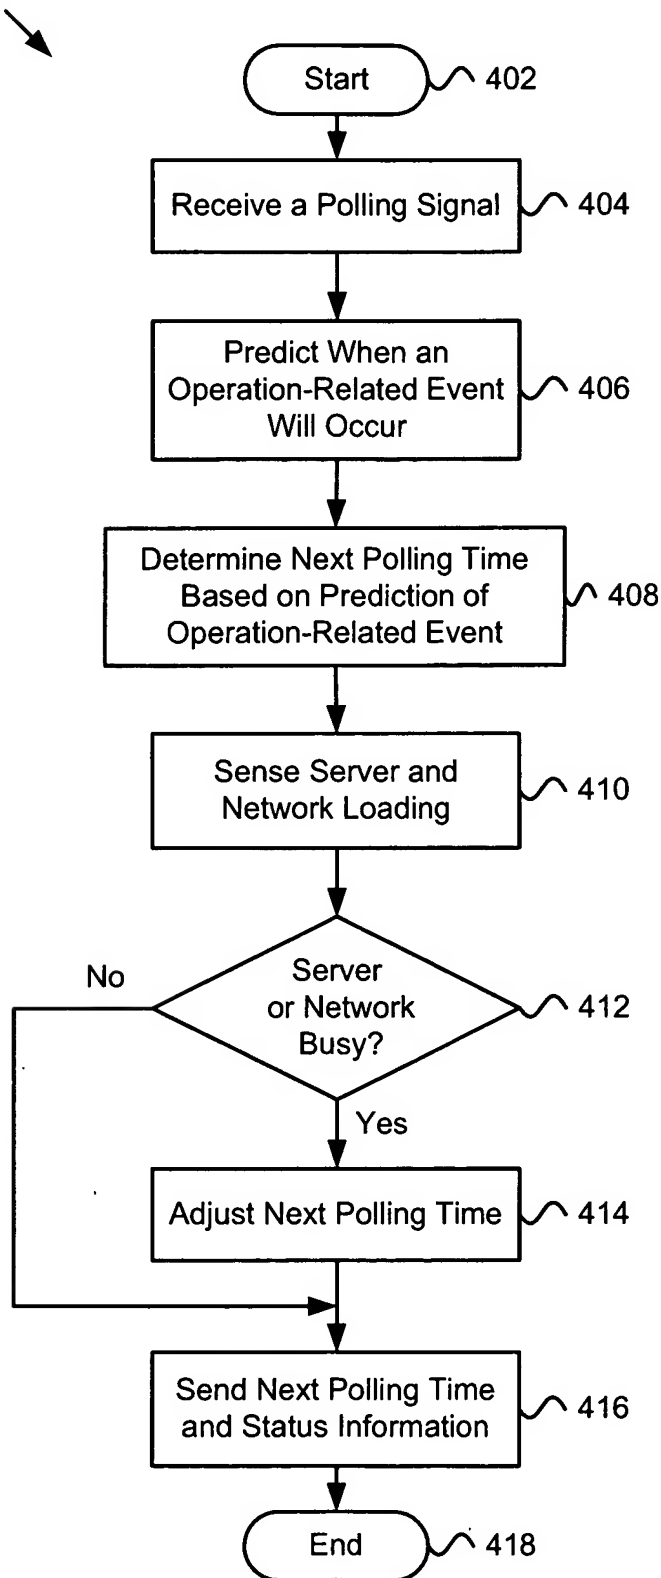 Start
402
Receive a Polling Signal
404
Predict When an
Operation-Related Event
Will Occur
406
Determine Next Polling Time
Based on Prediction of
Operation-Related Event
408
Sense Server and
Network Loading
410
Server
or Network
Busy?
412
No
Yes
Adjust Next Polling Time
414
Send Next Polling Time
and Status Information
416
End
418